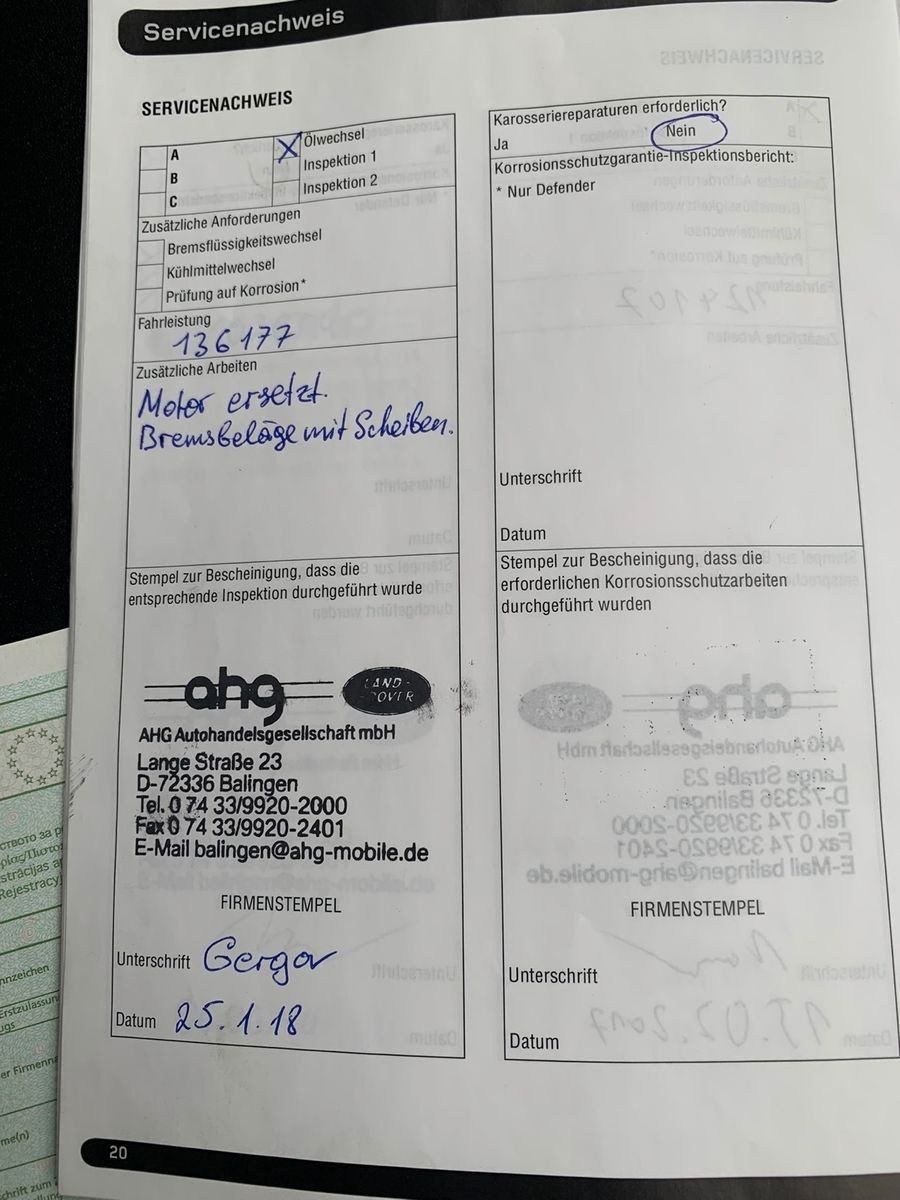 Servicenachweis
SERVICENACHWEIS
A
B
C
Ölwechsel
Inspektion 1
Inspektion 2
Zusätzliche Anforderungen
Bremsflüssigkeitswechsel
Kühlmittelwechsel
Prüfung auf Korrosion*
Fahrleistung
136177
Zusätzliche Arbeiten
Motor ersetzt.
Bremsbeläge mit Scheiben.
Stempel zur Bescheinigung, dass die
entsprechende Inspektion durchgeführt wurde
ahg
LAND-
ROVER
AHG Autohandelsgesellschaft mbH
Lange Straße 23
D-72336 Balingen
Tel. 0 74 33/9920-2000
Fax 0 74 33/9920-2401
E-Mail balingen@ahg-mobile.de
FIRMENSTEMPEL
Unterschrift Gergor
Datum 25.1.18
Karosseriereparaturen erforderlich?
Ja Nein
Korrosionsschutzgarantie-Inspektionsbericht:
* Nur Defender
Unterschrift
Datum
Stempel zur Bescheinigung, dass die
erforderlichen Korrosionsschutzarbeiten
durchgeführt wurden
FIRMENSTEMPEL
Unterschrift
Datum
20